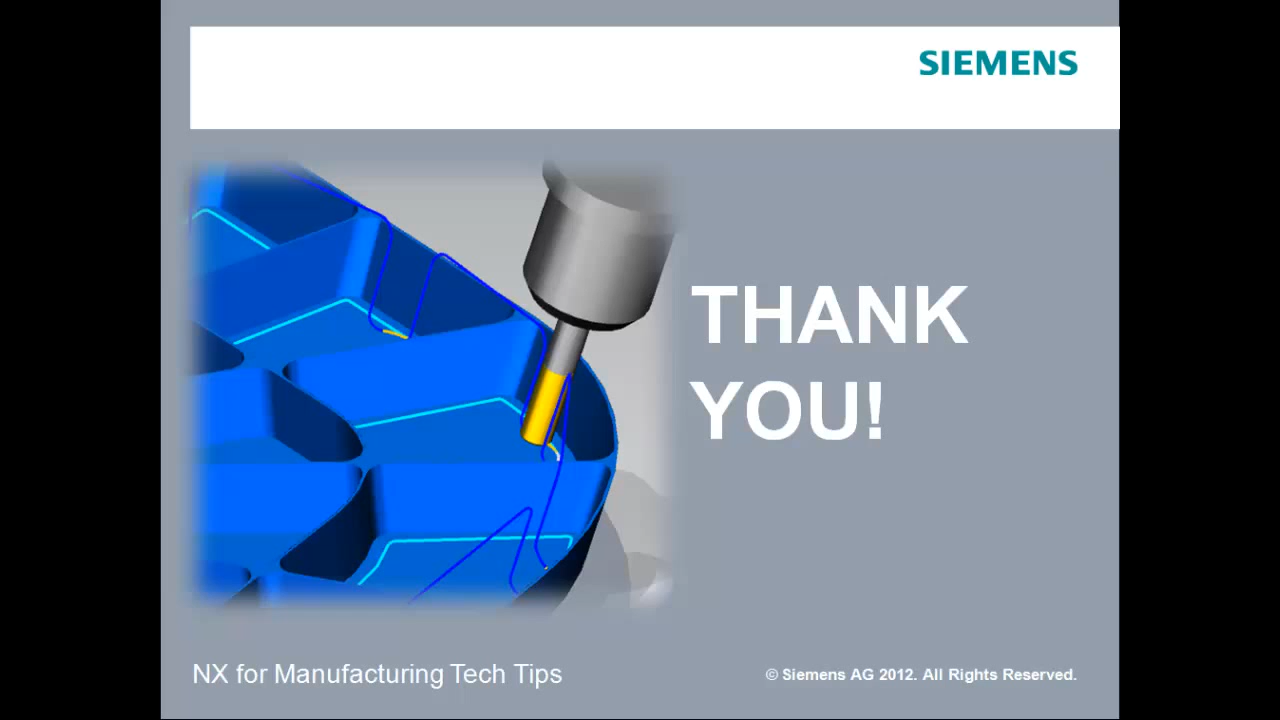 SIEMENS
THANK
YOU!
NX for Manufacturing Tech Tips
© Siemens AG 2012. All Rights Reserved.